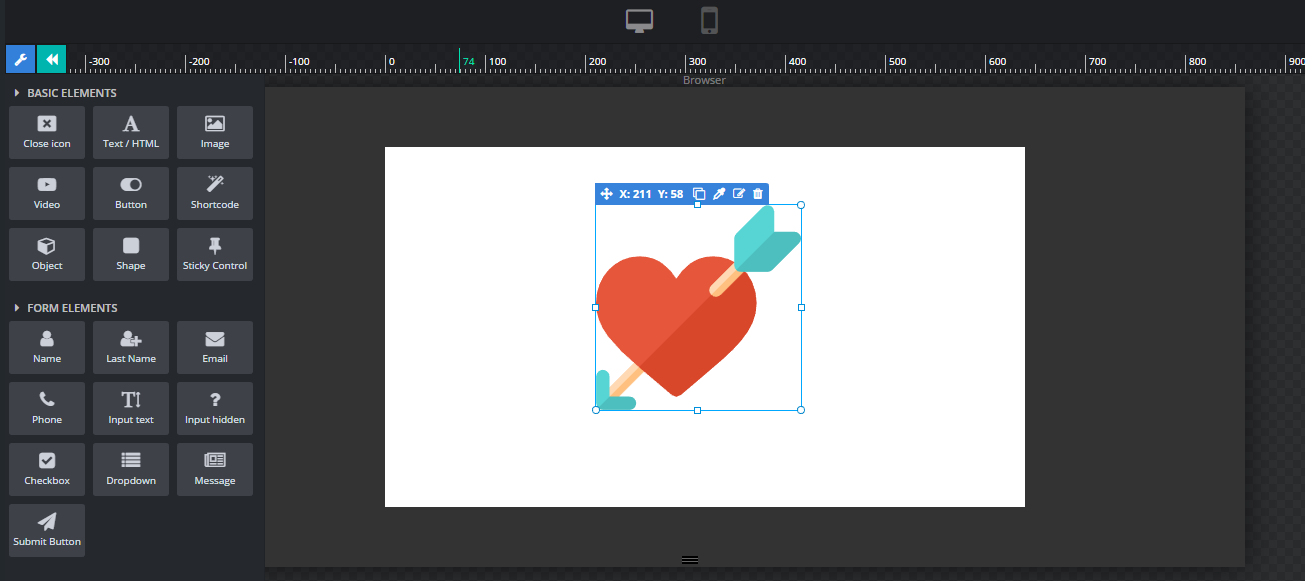 -300 -200 -100 0 74 100 200 300 400 500 600 700 800 900
Browser
BASIC ELEMENTS
Close icon Text / HTML Image
Video Button Shortcode
Object Shape Sticky Control
X: 211 Y: 58
FORM ELEMENTS
Name Last Name Email
Phone Input text Input hidden
Checkbox Dropdown Message
Submit Button